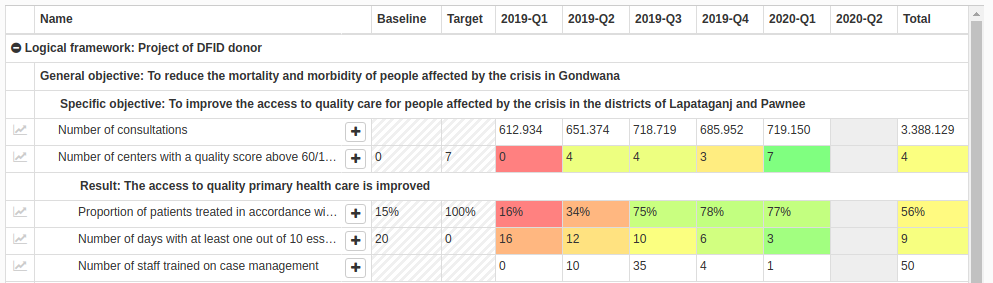 Name Baseline Target 2019-Q1 2019-Q2 2019-Q3 2019-Q4 2020-Q1 2020-Q2 Total
Logical framework: Project of DFID donor
General objective: To reduce the mortality and morbidity of people affected by the crisis in Gondwana
Specific objective: To improve the access to quality care for people affected by the crisis in the districts of Lapataganj and Pawnee
Number of consultations 612.934 651.374 718.719 685.952 719.150 3.388.129
Number of centers with a quality score above 60/1... 0 7 0 4 4 3 7 4
Result: The access to quality primary health care is improved
Proportion of patients treated in accordance wi... 15% 100% 16% 34% 75% 78% 77% 56%
Number of days with at least one out of 10 ess... 20 0 16 12 10 6 3 9
Number of staff trained on case management 0 10 35 4 1 50